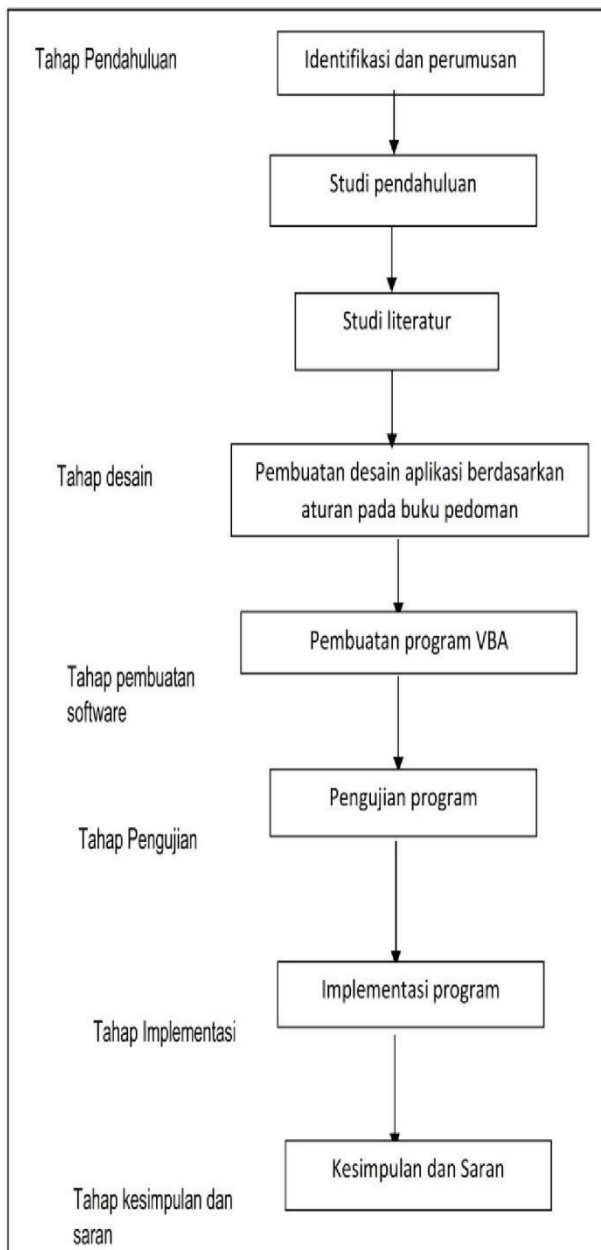 Tahap Pendahuluan
Identifikasi dan perumusan
Studi pendahuluan
Studi literatur
Tahap desain
Pembuatan desain aplikasi berdasarkan
aturan pada buku pedoman
Pembuatan program VBA
Tahap pembuatan
software
Pengujian program
Tahap Pengujian
Implementasi program
Tahap Implementasi
Kesimpulan dan Saran
Tahap kesimpulan dan
saran